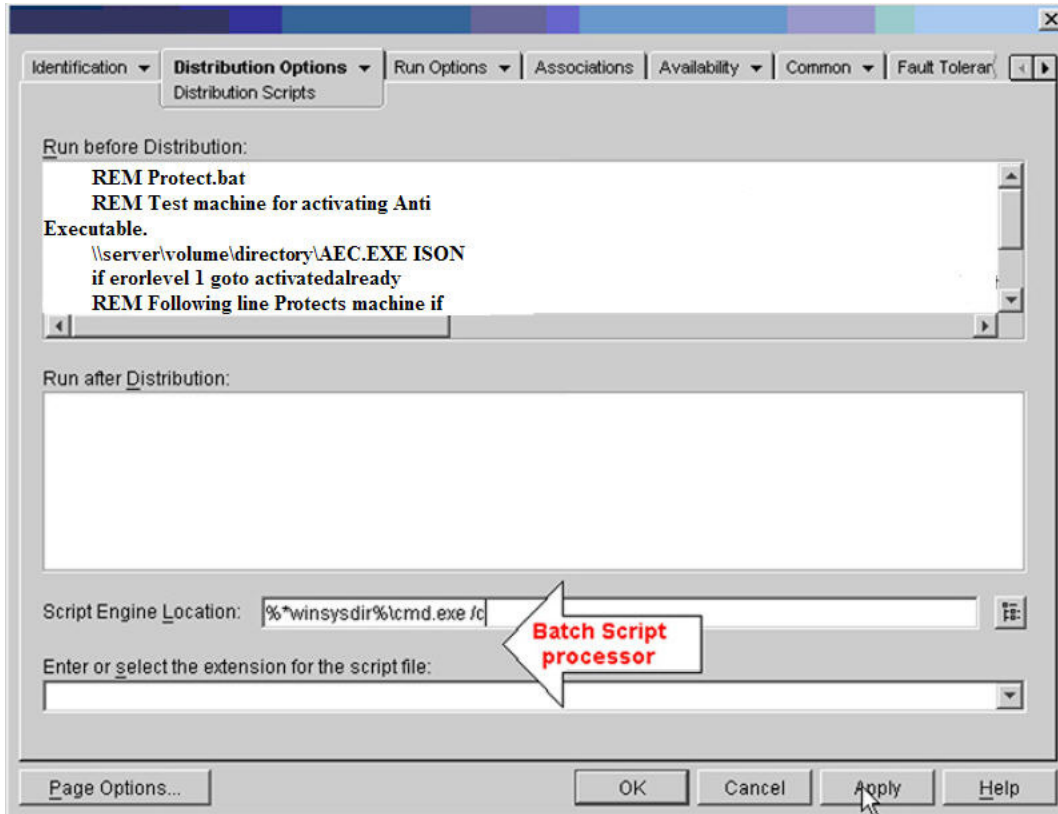 Identification
Distribution Options
Run Options
Associations
Availability
Common
Fault Toleran
Distribution Scripts
Run before Distribution:
REM Protect.bat
REM Test machine for activating Anti
Executable.
\\server\volume\directory\AEC.EXE ISON
if erorlevel 1 goto activatedalready
REM Following line Protects machine if
Run after Distribution:
Script Engine Location: %*winsysdir%\cmd.exe /c
Batch Script
processor
Enter or select the extension for the script file:
Page Options...
OK
Cancel
Apply
Help